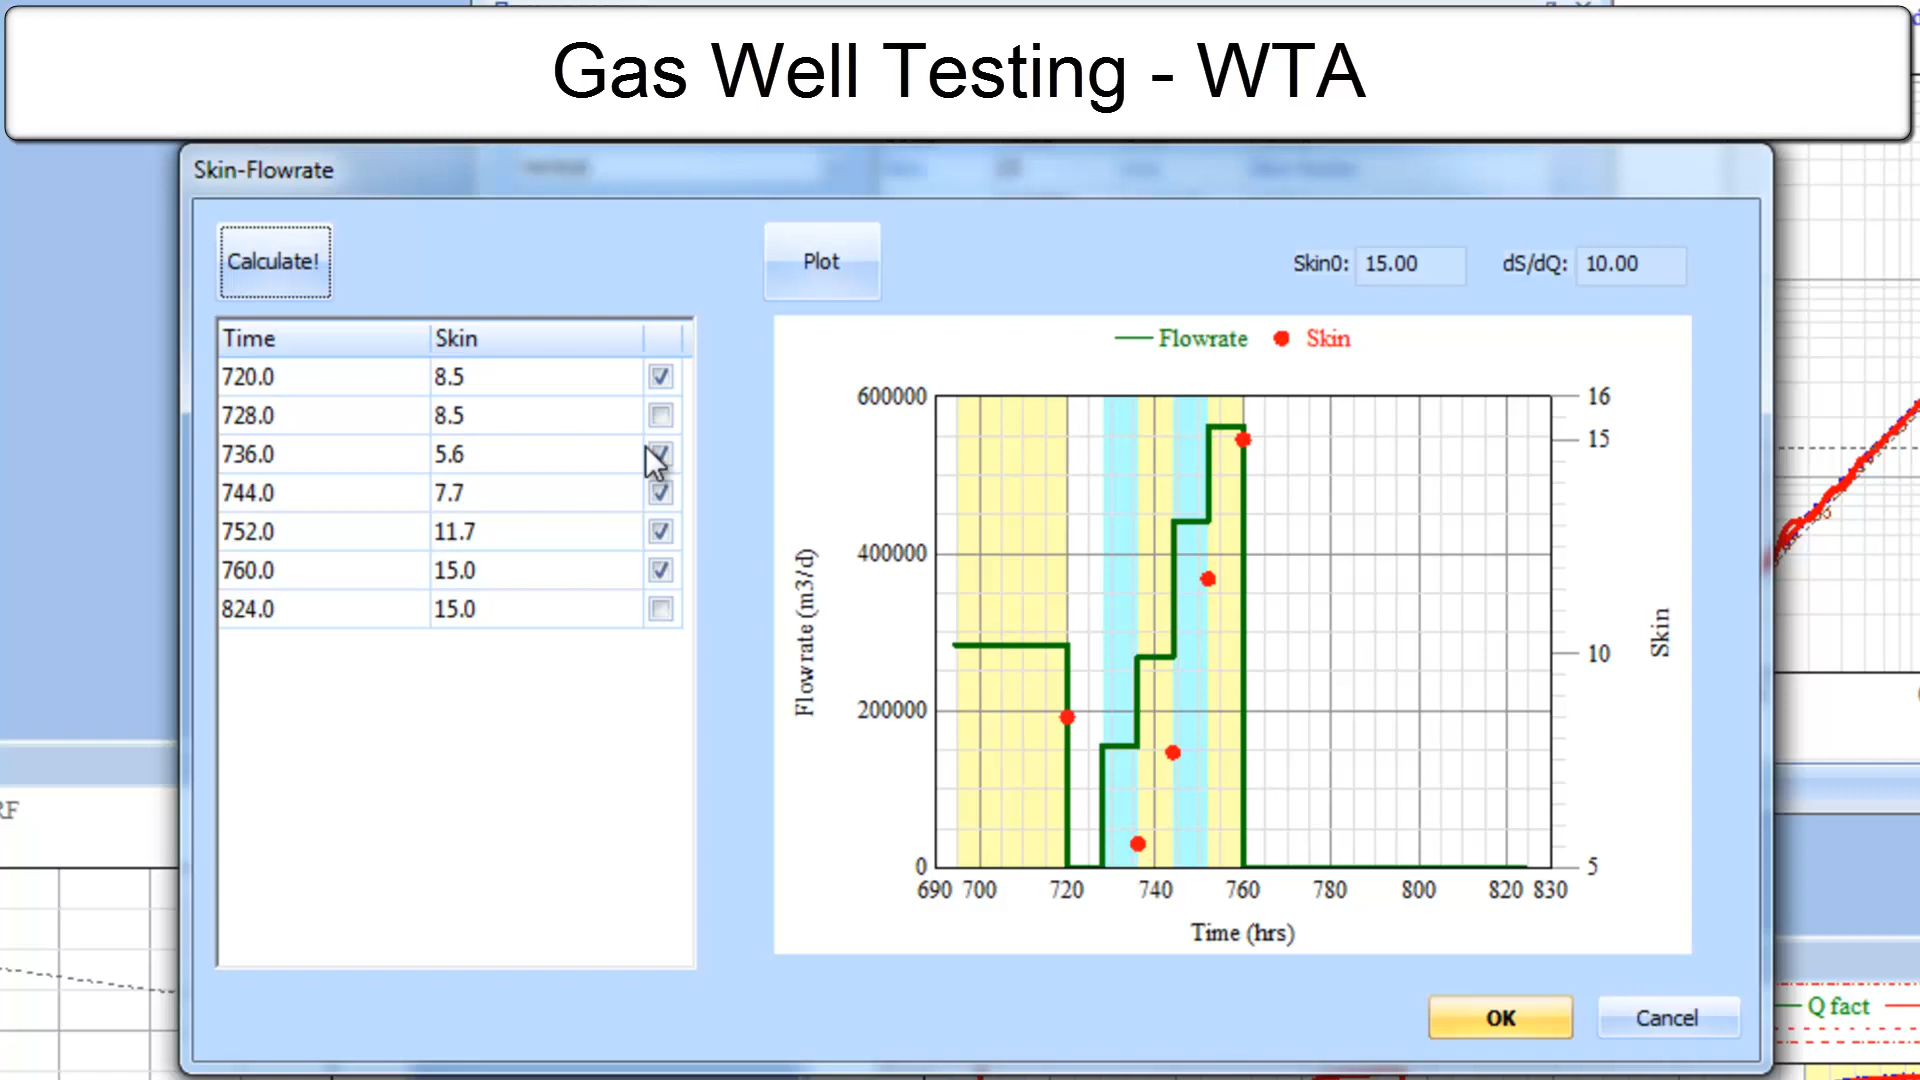 Gas Well Testing - WTA
Skin-Flowrate
Calculate!
Plot
Skin0: 15.00
dS/dQ: 10.00
Time Skin
720.0 8.5
728.0 8.5
736.0 5.6
744.0 7.7
752.0 11.7
760.0 15.0
824.0 15.0
Flowrate Skin
600000
400000
200000
0
Flowrate (m3/d)
16
15
10
5
Skin
690 700 720 740 760 780 800 820 830
Time (hrs)
OK Cancel
RF
Q fact